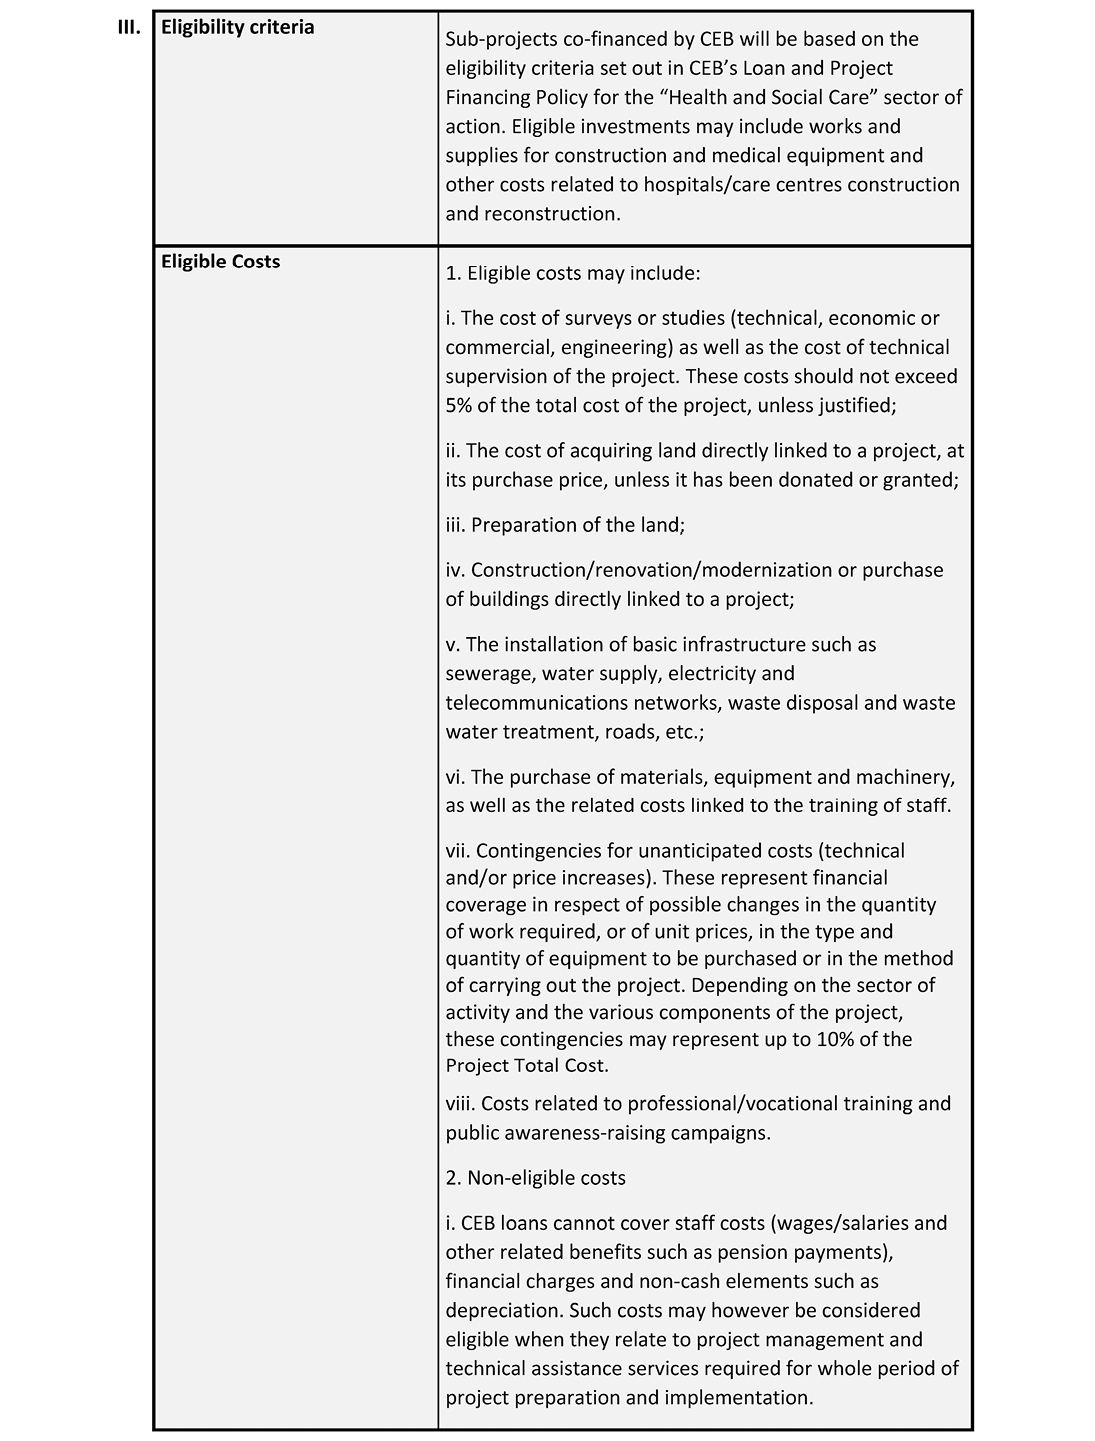 III. Eligibility criteria
Sub-projects co-financed by CEB will be based on the
eligibility criteria set out in CEB’s Loan and Project
Financing Policy for the “Health and Social Care” sector of
action. Eligible investments may include works and
supplies for construction and medical equipment and
other costs related to hospitals/care centres construction
and reconstruction.
Eligible Costs
1. Eligible costs may include:
i. The cost of surveys or studies (technical, economic or
commercial, engineering) as well as the cost of technical
supervision of the project. These costs should not exceed
5% of the total cost of the project, unless justified;
ii. The cost of acquiring land directly linked to a project, at
its purchase price, unless it has been donated or granted;
iii. Preparation of the land;
iv. Construction/renovation/modernization or purchase
of buildings directly linked to a project;
v. The installation of basic infrastructure such as
sewerage, water supply, electricity and
telecommunications networks, waste disposal and waste
water treatment, roads, etc.;
vi. The purchase of materials, equipment and machinery,
as well as the related costs linked to the training of staff.
vii. Contingencies for unanticipated costs (technical
and/or price increases). These represent financial
coverage in respect of possible changes in the quantity
of work required, or of unit prices, in the type and
quantity of equipment to be purchased or in the method
of carrying out the project. Depending on the sector of
activity and the various components of the project,
these contingencies may represent up to 10% of the
Project Total Cost.
viii. Costs related to professional/vocational training and
public awareness-raising campaigns.
2. Non-eligible costs
i. CEB loans cannot cover staff costs (wages/salaries and
other related benefits such as pension payments),
financial charges and non-cash elements such as
depreciation. Such costs may however be considered
eligible when they relate to project management and
technical assistance services required for whole period of
project preparation and implementation.